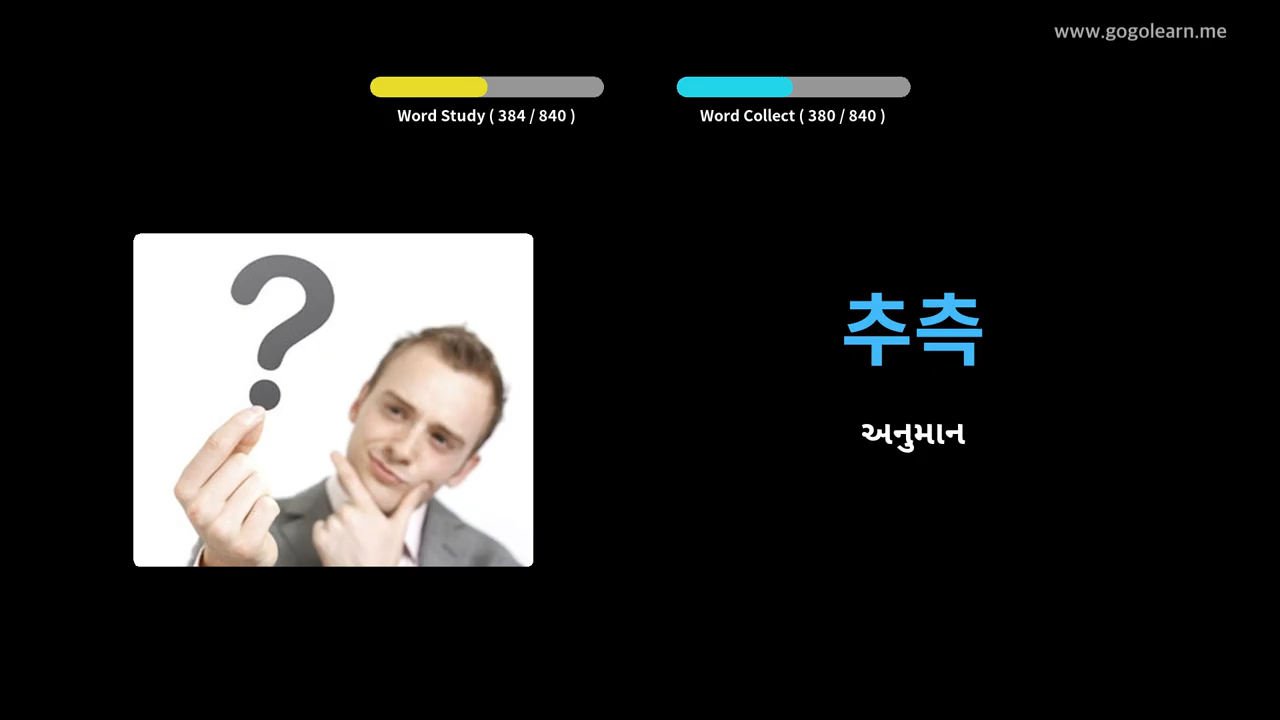 www.gogolearn.me
Word Study ( 384 / 840 )
Word Collect ( 380 / 840 )
?
추측
અનુમાન